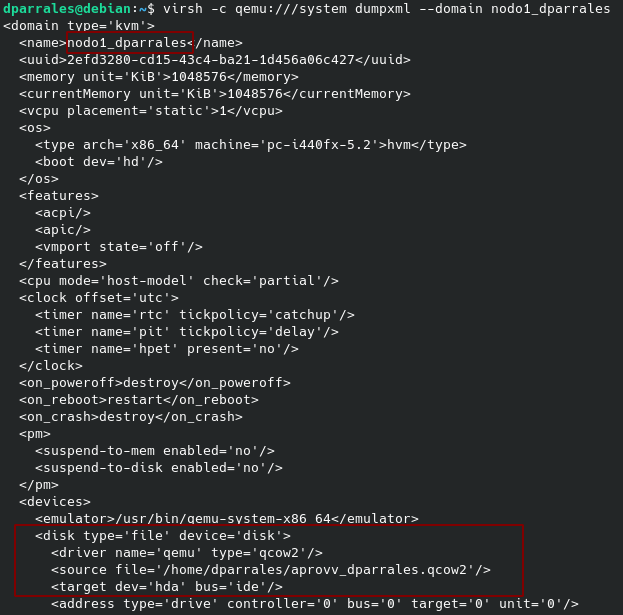 dparrales@debian:~$ virsh -c qemu:///system dumpxml --domain nodo1_dparrales
<domain type='kvm'>
  <name>nodo1_dparrales</name>
  <uuid>2efd3280-cd15-43c4-ba21-1d456a06c427</uuid>
  <memory unit='KiB'>1048576</memory>
  <currentMemory unit='KiB'>1048576</currentMemory>
  <vcpu placement='static'>1</vcpu>
  <os>
    <type arch='x86_64' machine='pc-i440fx-5.2'>hvm</type>
    <boot dev='hd'/>
  </os>
  <features>
    <acpi/>
    <apic/>
    <vmport state='off'/>
  </features>
  <cpu mode='host-model' check='partial'/>
  <clock offset='utc'>
    <timer name='rtc' tickpolicy='catchup'/>
    <timer name='pit' tickpolicy='delay'/>
    <timer name='hpet' present='no'/>
  </clock>
  <on_poweroff>destroy</on_poweroff>
  <on_reboot>restart</on_reboot>
  <on_crash>destroy</on_crash>
  <pm>
    <suspend-to-mem enabled='no'/>
    <suspend-to-disk enabled='no'/>
  </pm>
  <devices>
    <emulator>/usr/bin/qemu-system-x86_64</emulator>
    <disk type='file' device='disk'>
      <driver name='qemu' type='qcow2'/>
      <source file='/home/dparrales/aprovv_dparrales.qcow2'/>
      <target dev='hda' bus='ide'/>
      <address type='drive' controller='0' bus='0' target='0' unit='0'/>